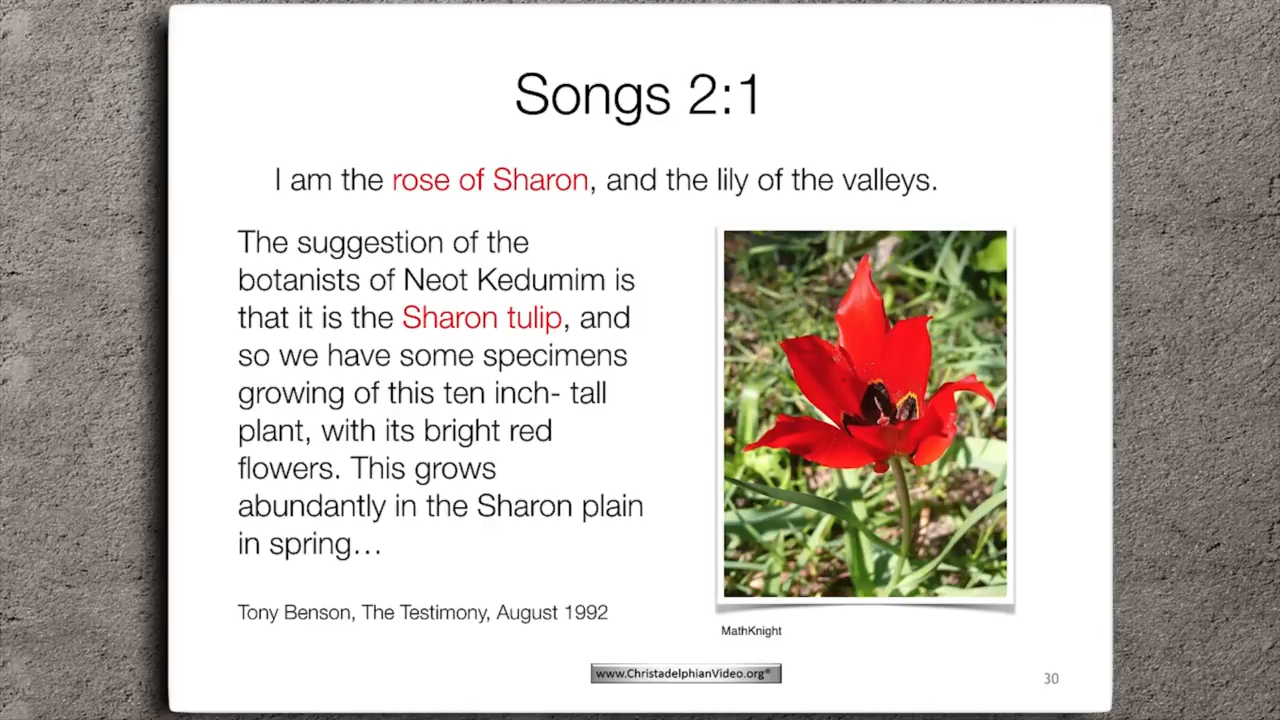 Songs 2:1
I am the rose of Sharon, and the lily of the valleys.
The suggestion of the
botanists of Neot Kedumim is
that it is the Sharon tulip, and
so we have some specimens
growing of this ten inch- tall
plant, with its bright red
flowers. This grows
abundantly in the Sharon plain
in spring…
Tony Benson, The Testimony, August 1992
MathKnight
www.ChristadelphianVideo.org®
30